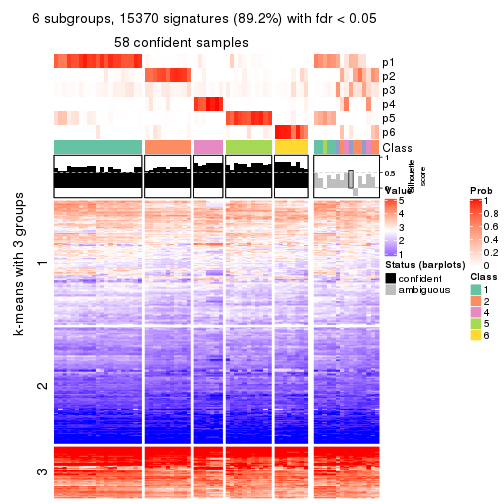 6 subgroups, 15370 signatures (89.2%) with fdr < 0.05
58 confident samples
p1
p2
p3
p4
p5
p6
Class
1
0.5
0
Silhouette
score
k-means with 3 groups
1
2
3
Value
5
4
3
2
1
Status (barplots)
confident
ambiguous
Prob
1
0.8
0.6
0.4
0.2
0
Class
1
2
4
5
6